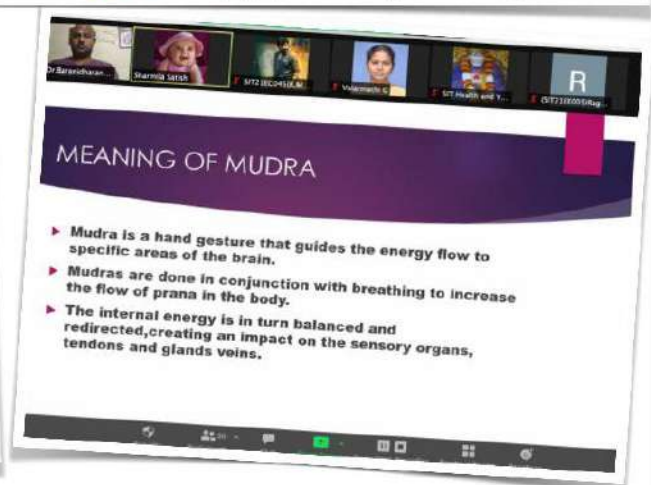 Dr.Baranidharan...
Sharmila Satish
Valarmathi G
SIT Health and Y...
R
MEANING OF MUDRA
Mudra is a hand gesture that guides the energy flow to
specific areas of the brain.
Mudras are done in conjunction with breathing to increase
the flow of prana in the body.
The internal energy is in turn balanced and
redirected,creating an impact on the sensory organs,
tendons and glands veins.